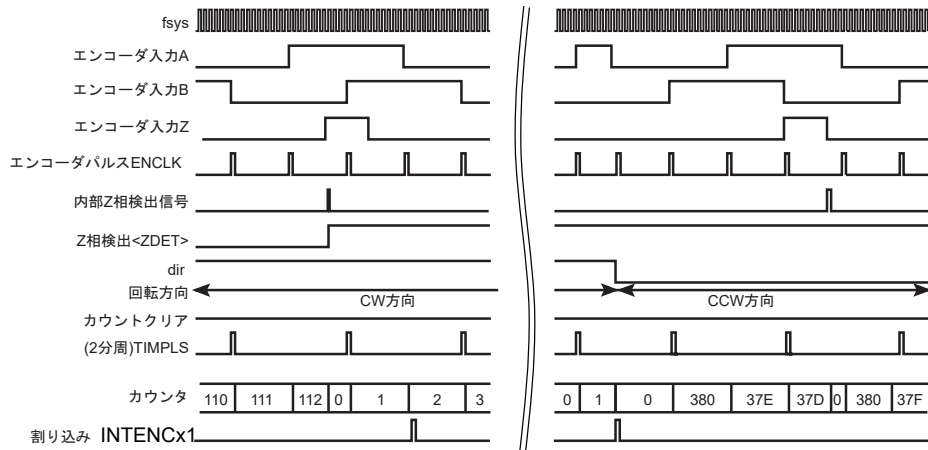 fsys
エンコーダ入力A
エンコーダ入力B
エンコーダ入力Z
エンコーダパルスENCLK
内部Z相検出信号
Z相検出<ZDET>
dir
回転方向 CW方向 CCW方向
カウントクリア
(2分周)TIMPLS
カウンタ 110 111 112 0 1 2 3 0 1 0 380 37E 37D 0 380 37F
割り込み INTENCx1